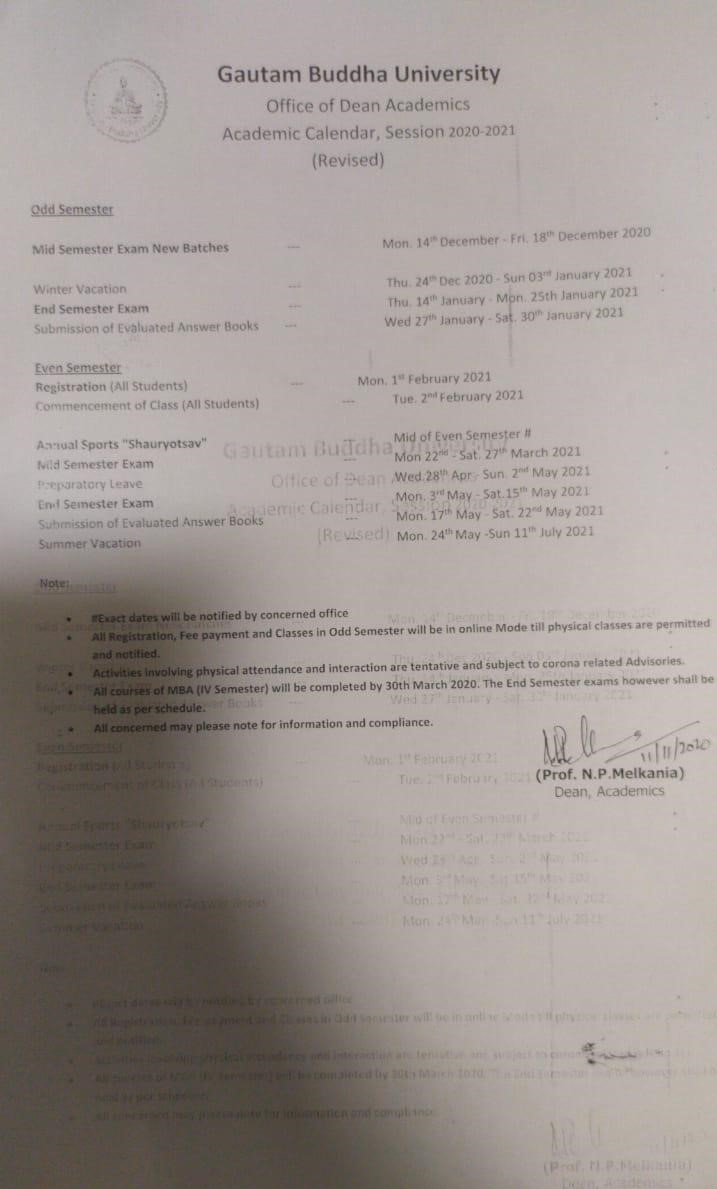 Gautam Buddha University
Office of Dean Academics
Academic Calendar, Session 2020-2021
(Revised)
Odd Semester
Mid Semester Exam New Batches --- Mon. 14th December - Fri. 18th December 2020
Winter Vacation --- Thu. 24th Dec 2020 - Sun 03rd January 2021
End Semester Exam --- Thu. 14th January - Mon. 25th January 2021
Submission of Evaluated Answer Books --- Wed 27th January - Sat. 30th January 2021
Even Semester
Registration (All Students) --- Mon. 1st February 2021
Commencement of Class (All Students) --- Tue. 2nd February 2021
Annual Sports "Shauryotsav" --- Mid of Even Semester #
Mild Semester Exam --- Mon 22nd - Sat. 27th March 2021
Preparatory Leave --- Wed.28th Apr - Sun. 2nd May 2021
End Semester Exam --- Mon. 3rd May - Sat.15th May 2021
Submission of Evaluated Answer Books --- Mon. 17th May - Sat. 22nd May 2021
Summer Vacation --- Mon. 24th May -Sun 11th July 2021
Note:
• #Exact dates will be notified by concerned office
• All Registration, Fee payment and Classes in Odd Semester will be in online Mode till physical classes are permitted
and notified.
• Activities involving physical attendance and interaction are tentative and subject to corona related Advisories.
• All courses of MBA (IV Semester) will be completed by 30th March 2020. The End Semester exams however shall be
held as per schedule.
• All concerned may please note for information and compliance.
11/11/2020
(Prof. N.P.Melkania)
Dean, Academics